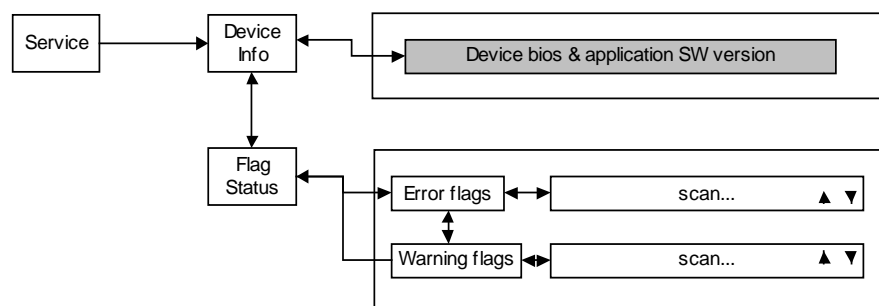 Service
Device
Info
Device bios & application SW version
Flag
Status
Error flags
scan...
Warning flags
scan...